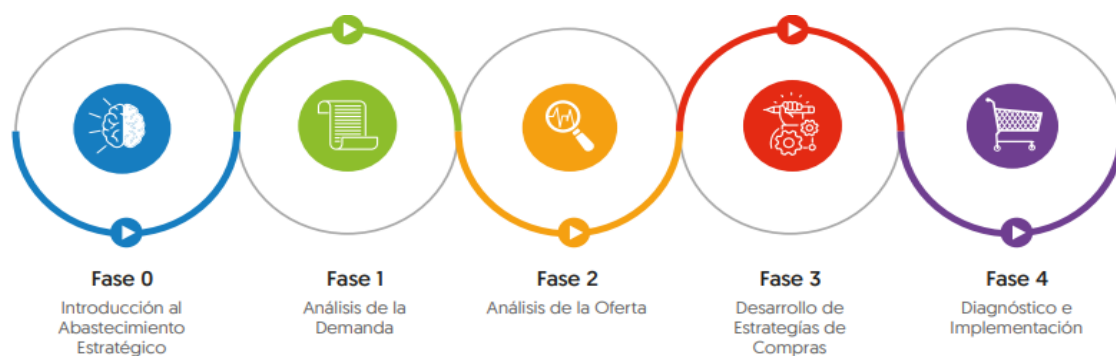 Fase 0
Introducción al
Abastecimiento
Estratégico
Fase 1
Análisis de la
Demanda
Fase 2
Análisis de la Oferta
Fase 3
Desarrollo de
Estrategías de
Compras
Fase 4
Diagnóstico e
Implementación